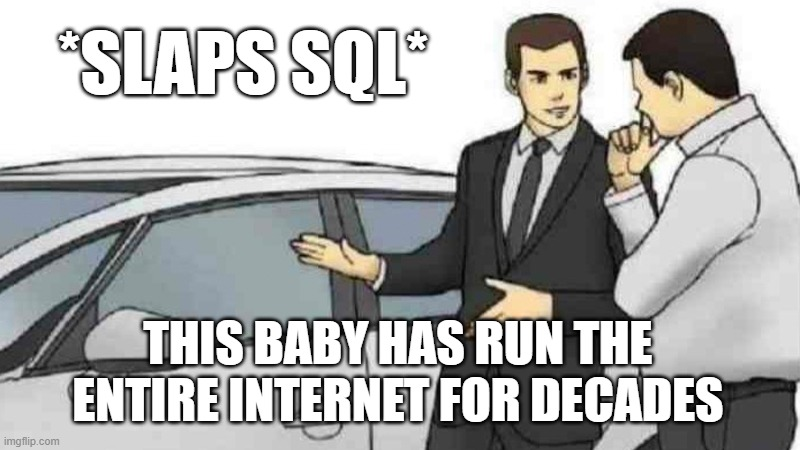 *SLAPS SQL*
THIS BABY HAS RUN THE
ENTIRE INTERNET FOR DECADES
imgflip.com